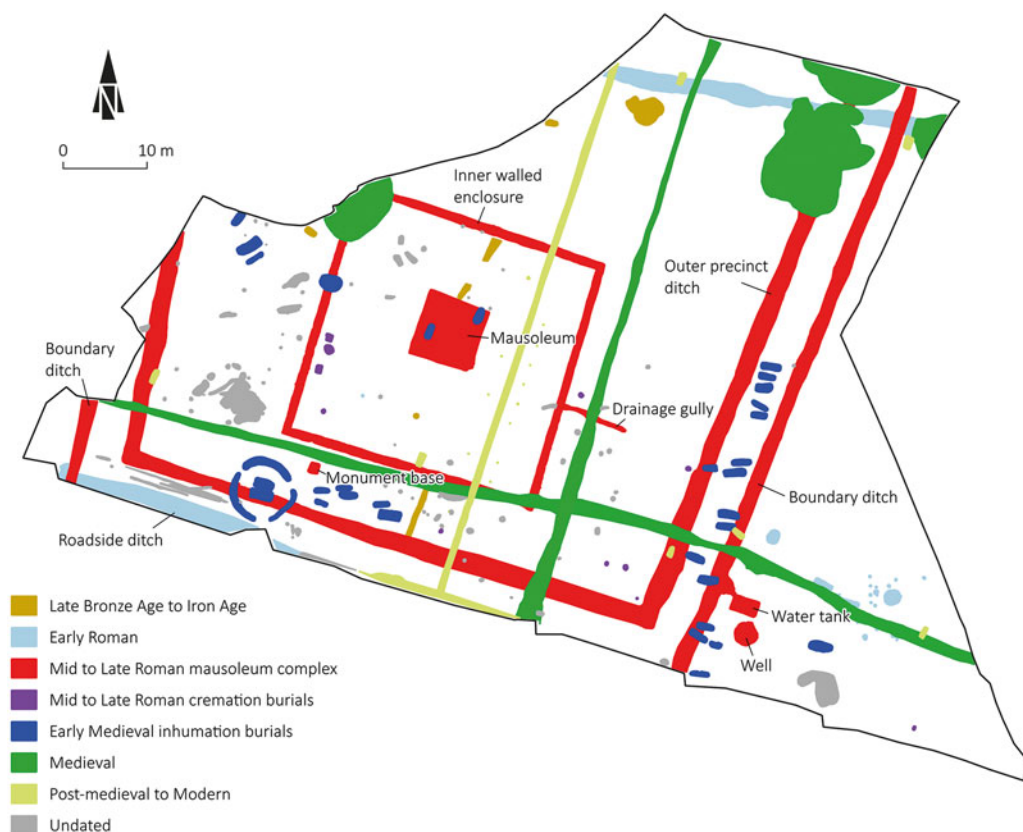 N
0 10 m
Inner walled
enclosure
Outer precinct
ditch
Mausoleum
Boundary
ditch
Drainage gully
Monument base
Boundary ditch
Roadside ditch
Water tank
Well
Late Bronze Age to Iron Age
Early Roman
Mid to Late Roman mausoleum complex
Mid to Late Roman cremation burials
Early Medieval inhumation burials
Medieval
Post-medieval to Modern
Undated